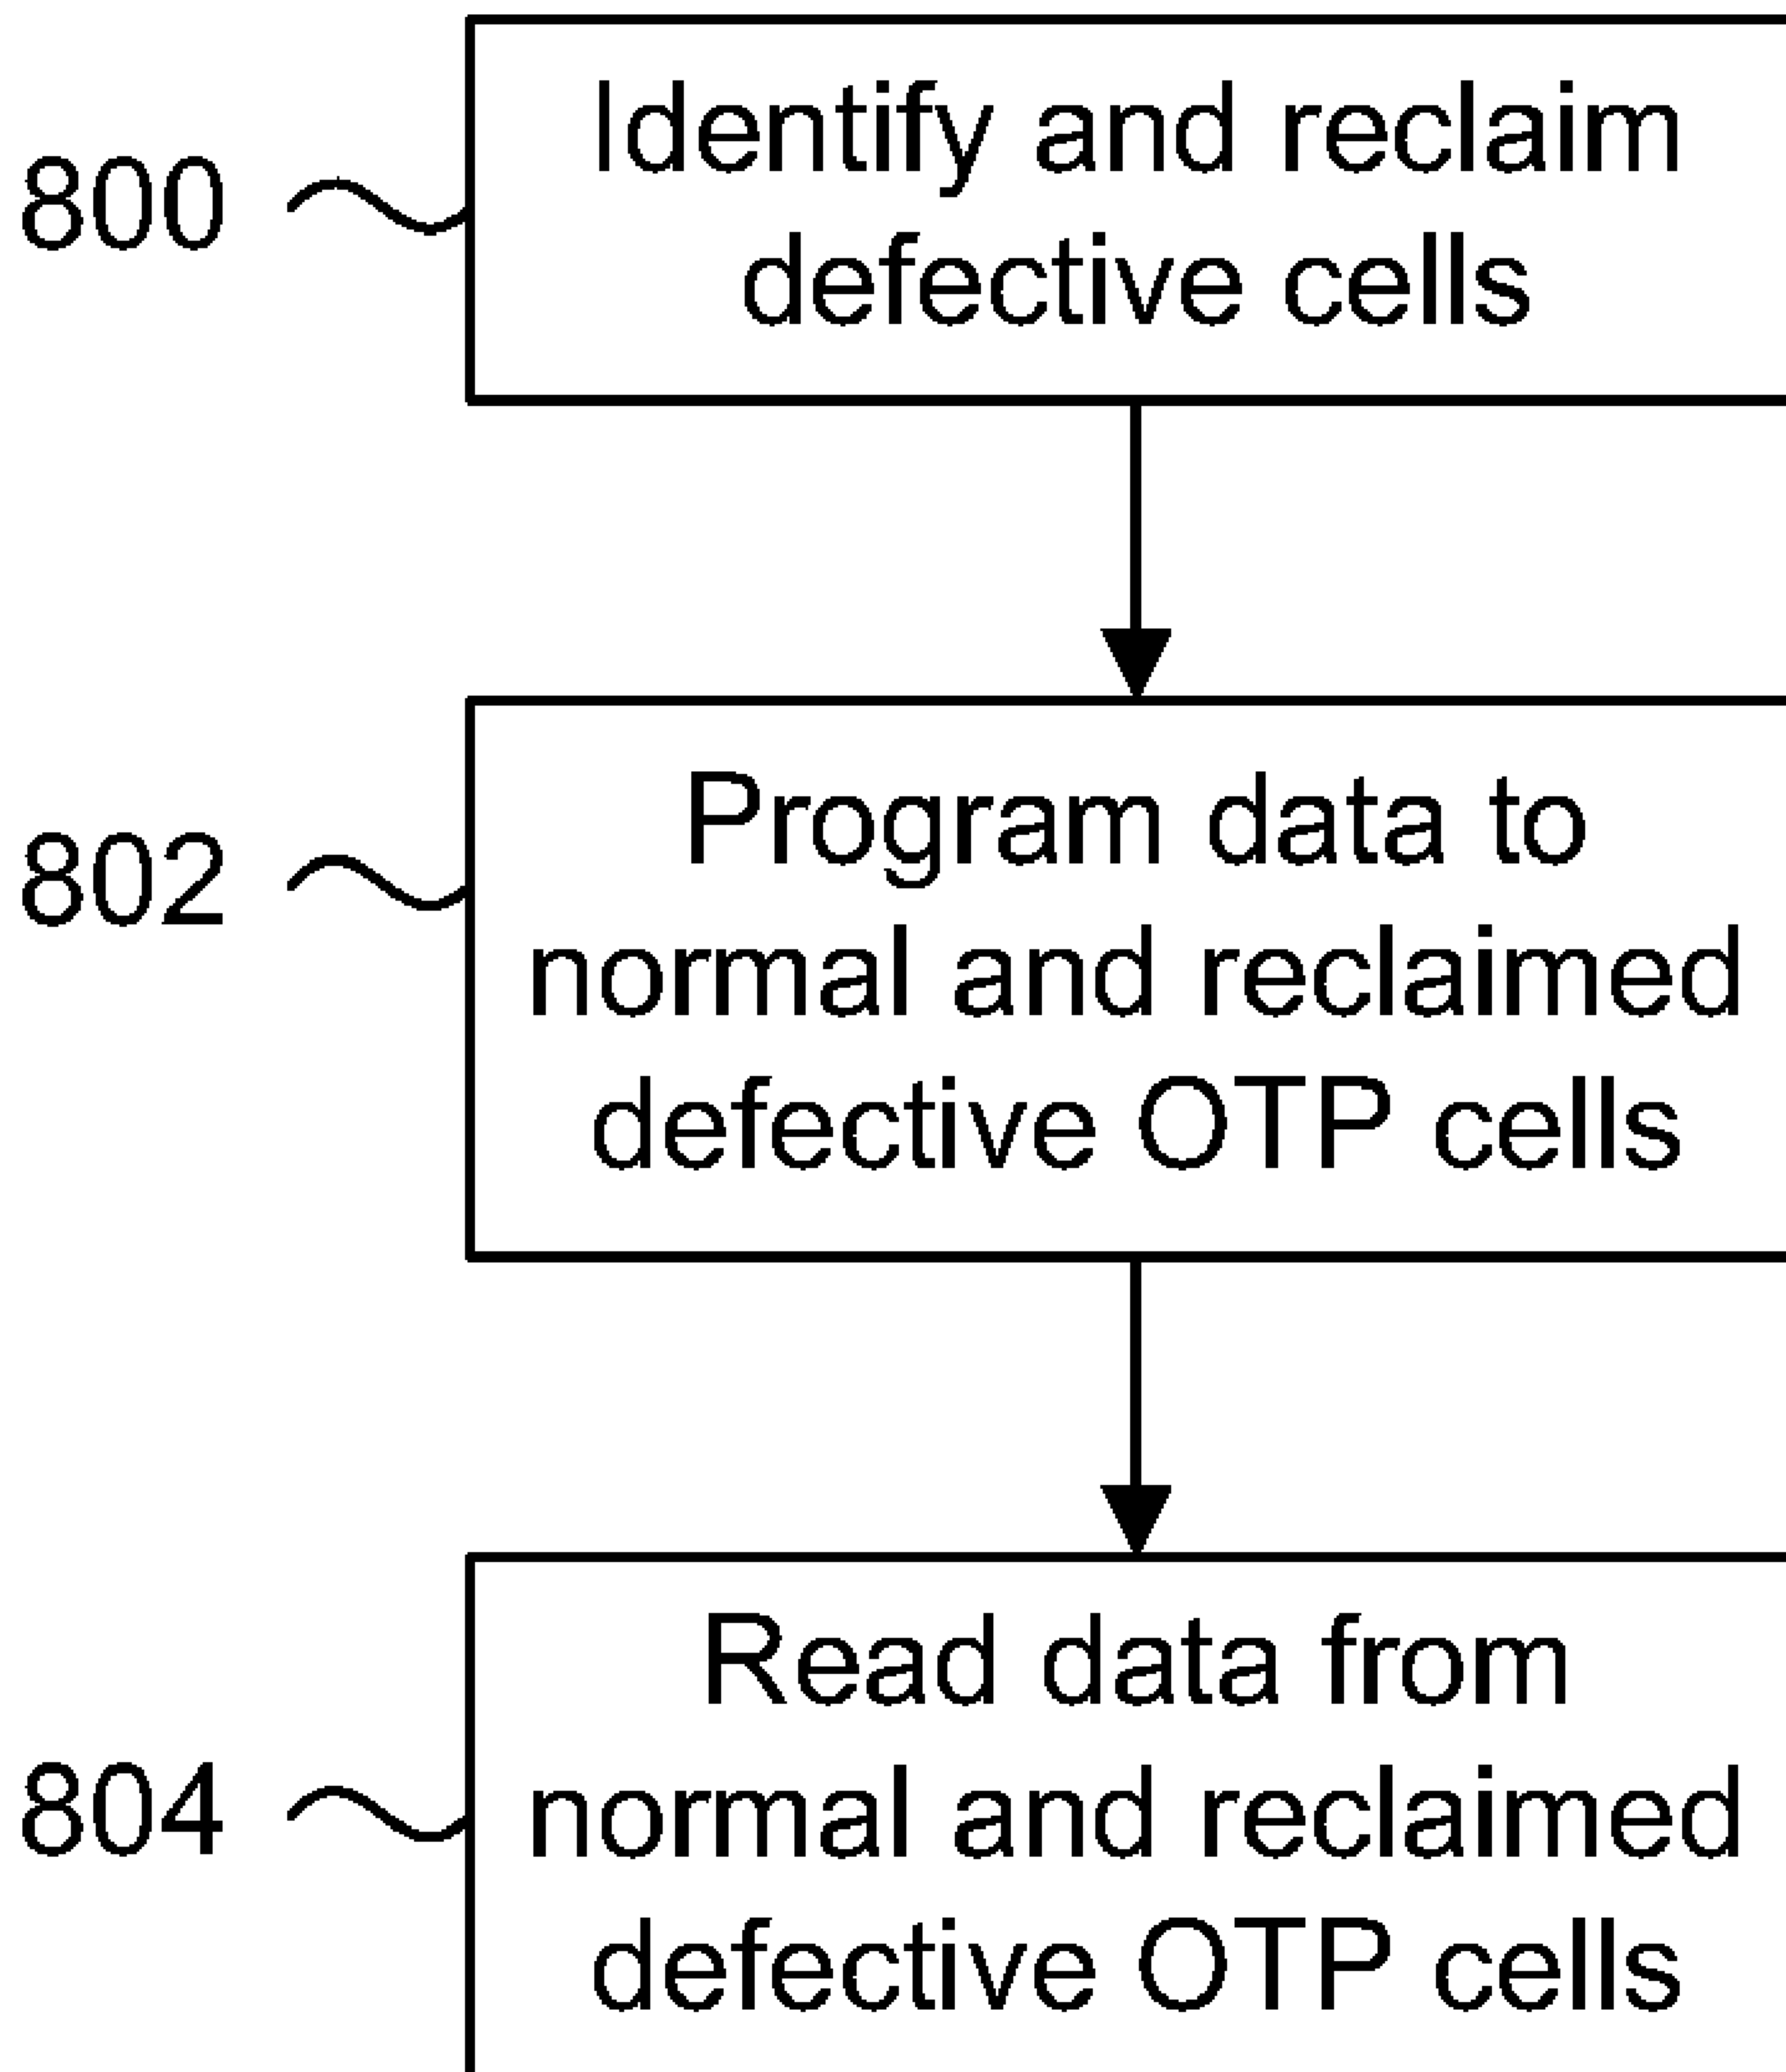 800
Identify and reclaim
defective cells
802
Program data to
normal and reclaimed
defective OTP cells
804
Read data from
normal and reclaimed
defective OTP cells